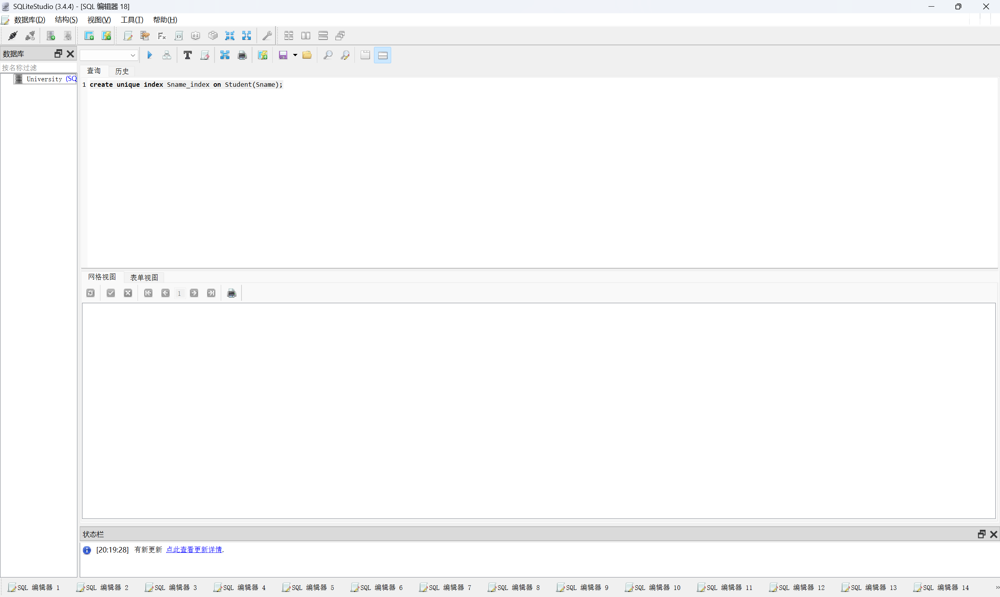 SQLiteStudio (3.4.4) - [SQL 编辑器 18]
数据库(D) 结构(S) 视图(V) 工具(T) 帮助(H)
数据库
按名称过滤
University (SQ
查询 历史
1 create unique index Sname_index on Student(Sname);
网格视图 表单视图
1
状态栏
[20:19:28] 有新更新 点此查看更新详情.
SQL 编辑器 1 SQL 编辑器 2 SQL 编辑器 3 SQL 编辑器 4 SQL 编辑器 5 SQL 编辑器 6 SQL 编辑器 7 SQL 编辑器 8 SQL 编辑器 9 SQL 编辑器 10 SQL 编辑器 11 SQL 编辑器 12 SQL 编辑器 13 SQL 编辑器 14